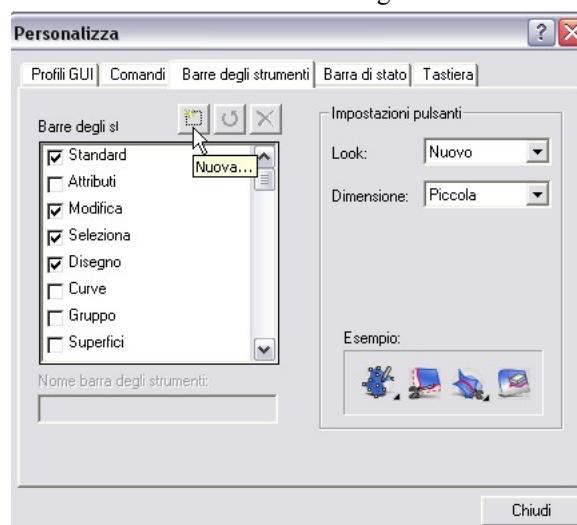 Personalizza
Profili GUI Comandi Barre degli strumenti Barra di stato Tastiera
Barre degli sl
Nuova...
Standard
Attributi
Modifica
Seleziona
Disegno
Curve
Gruppo
Superfici
Nome barra degli strumenti:
Impostazioni pulsanti
Look: Nuovo
Dimensione: Piccola
Esempio:
Chiudi